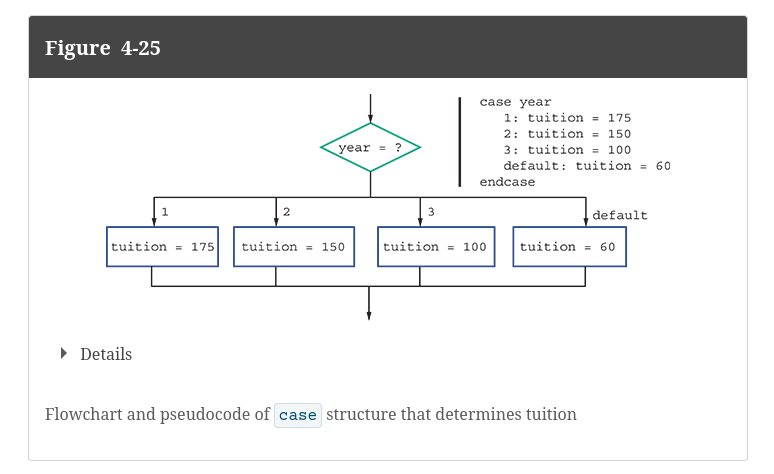 Figure 4-25
case year
1: tuition = 175
2: tuition = 150
3: tuition = 100
default: tuition = 60
endcase
year = ?
1
2
3
default
tuition = 175
tuition = 150
tuition = 100
tuition = 60
Details
Flowchart and pseudocode of case structure that determines tuition